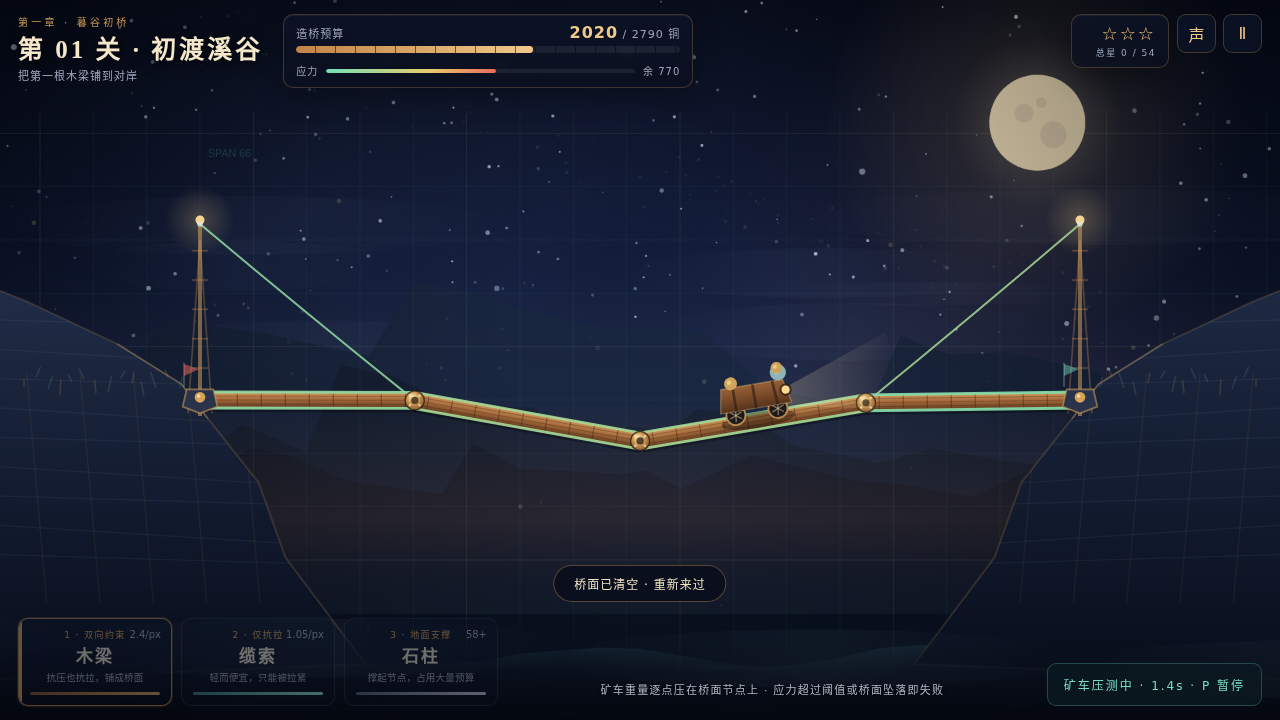 第一章 · 暮谷初桥
第 01 关 · 初渡溪谷
把第一根木梁铺到对岸
造桥预算 2020 / 2790 铜
应力 余 770
☆☆☆
总星 0 / 54
声
Ⅱ
SPAN 66
桥面已清空 · 重新来过
1 · 双向约束 2.4/px
木梁
抗压也抗拉，铺成桥面
2 · 仅抗拉 1.05/px
缆索
轻而便宜，只能被拉紧
3 · 地面支撑 58+
石柱
撑起节点，占用大量预算
矿车重量逐点压在桥面节点上 · 应力超过阈值或桥面坠落即失败
矿车压测中 · 1.4s · P 暂停